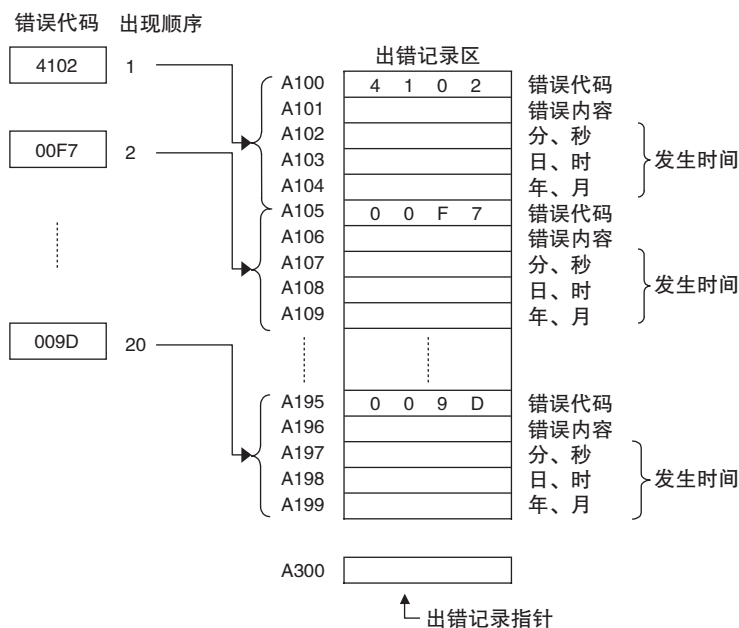 错误代码 出现顺序
4102 1
出错记录区
A100 4 1 0 2 错误代码
A101 错误内容
A102 分、秒
00F7 2
A103 日、时 发生时间
A104 年、月
A105 0 0 F 7 错误代码
A106 错误内容
A107 分、秒
A108 日、时 发生时间
A109 年、月
009D 20
A195 0 0 9 D 错误代码
A196 错误内容
A197 分、秒
A198 日、时 发生时间
A199 年、月
A300
出错记录指针